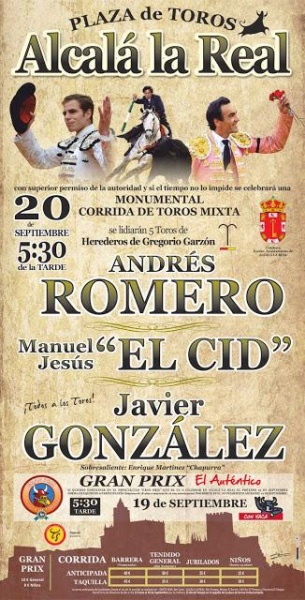 PLAZA de TOROS
Alcalá la Real
con superior permiso de la autoridad y si el tiempo no lo impide se celebrará una
20
de
SEPTIEMBRE
5:30
de la TARDE
MONUMENTAL
CORRIDA DE TOROS MIXTA
se lidiarán 5 Toros de
Herederos de Gregorio Garzón
ANDRÉS
ROMERO
Manuel Jesús "EL CID"
¡Todos a los Toros!
Javier
GONZÁLEZ
Sobresaliente: Enrique Martínez "Chapurra"
GRAN PRIX El Auténtico
5:30
TARDE
19 de SEPTIEMBRE
CON VACA
GRAN
PRIX
CORRIDA
BARRERA
TENDIDO
GENERAL
JUBILADOS
NIÑOS
ANTICIPADA
TAQUILLA